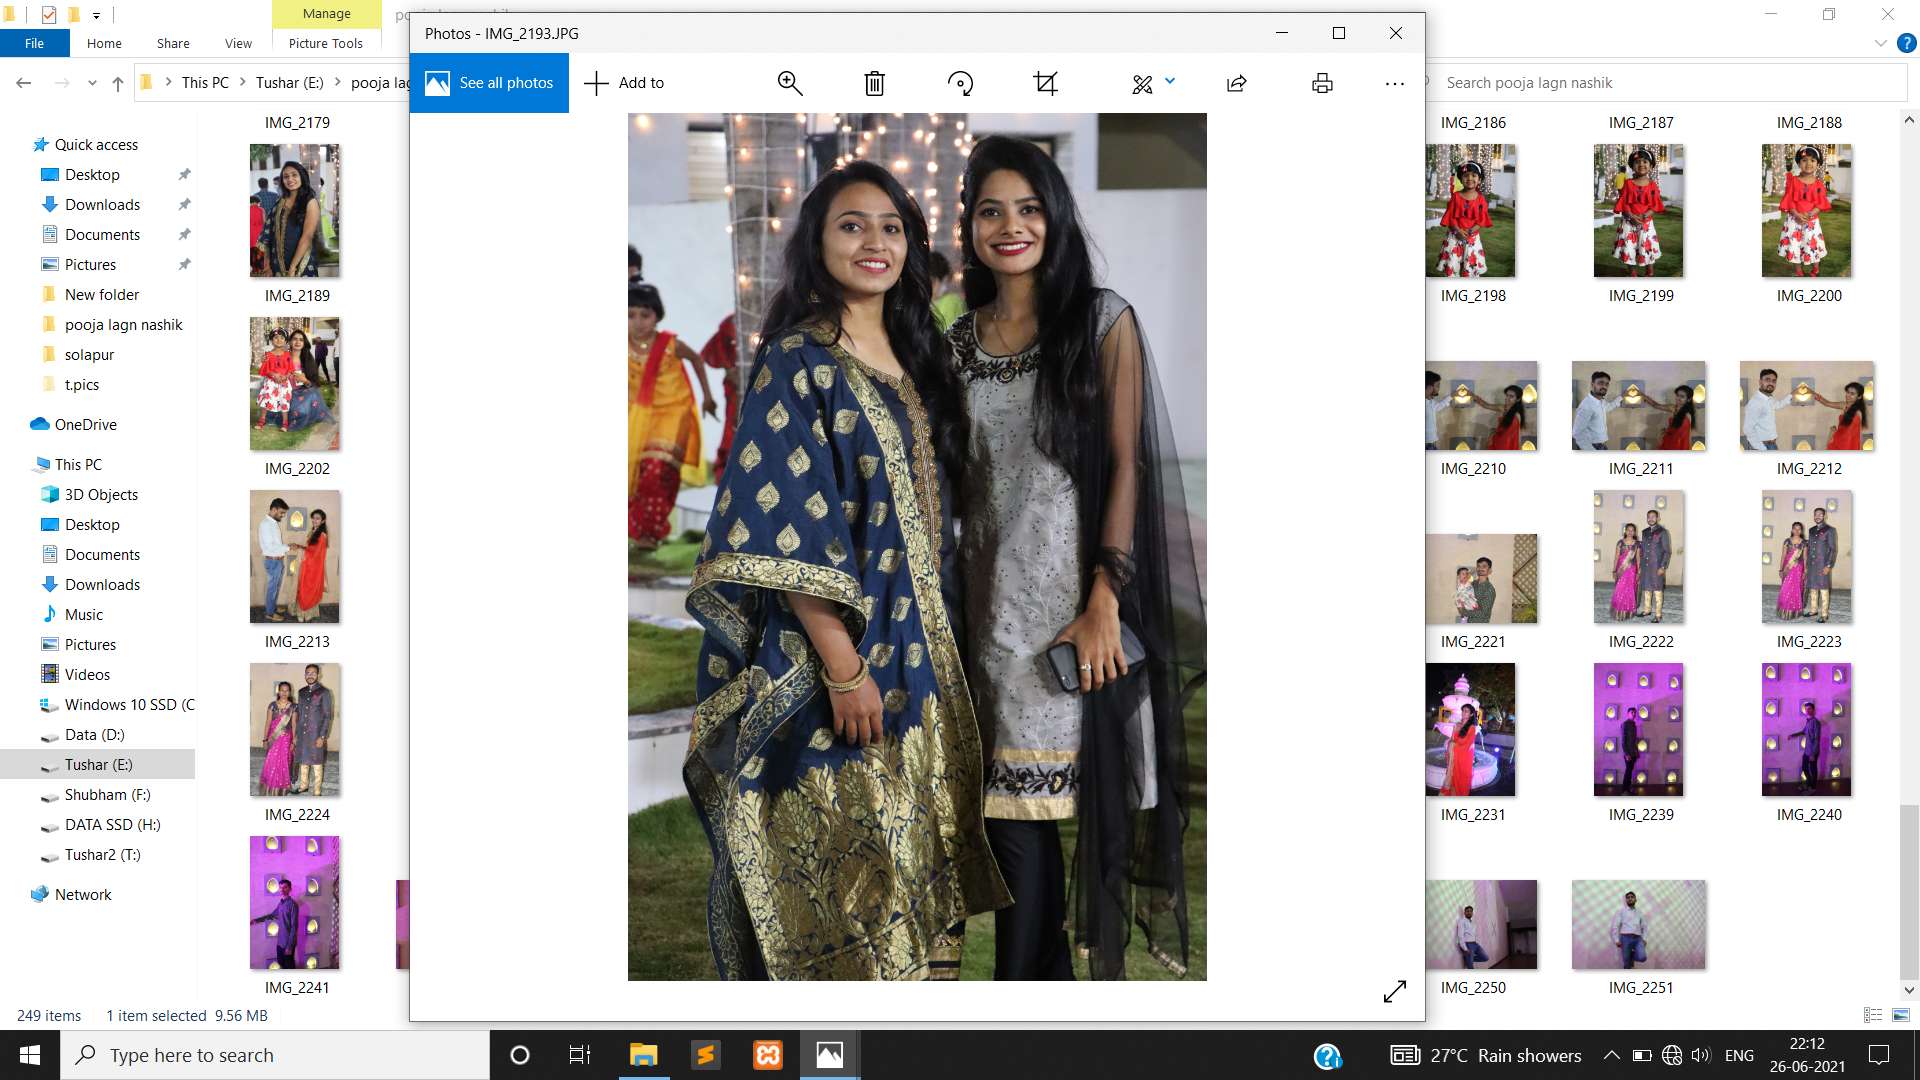 Manage
Photos - IMG_2193.JPG
File
Home
Share
View
Picture Tools
See all photos
Add to
This PC
Tushar (E:)
pooja lag
Search pooja lagn nashik
IMG_2179
IMG_2186
IMG_2187
IMG_2188
Quick access
Desktop
Downloads
Documents
Pictures
New folder
pooja lagn nashik
solapur
t.pics
OneDrive
This PC
3D Objects
Desktop
Documents
Downloads
Music
Pictures
Videos
Windows 10 SSD (C
Data (D:)
Tushar (E:)
Shubham (F:)
DATA SSD (H:)
Tushar2 (T:)
Network
IMG_2189
IMG_2198
IMG_2199
IMG_2200
IMG_2202
IMG_2210
IMG_2211
IMG_2212
IMG_2213
IMG_2221
IMG_2222
IMG_2223
IMG_2224
IMG_2231
IMG_2239
IMG_2240
IMG_2241
IMG_2250
IMG_2251
249 items
1 item selected 9.56 MB
Type here to search
27°C Rain showers
ENG
22:12
26-06-2021